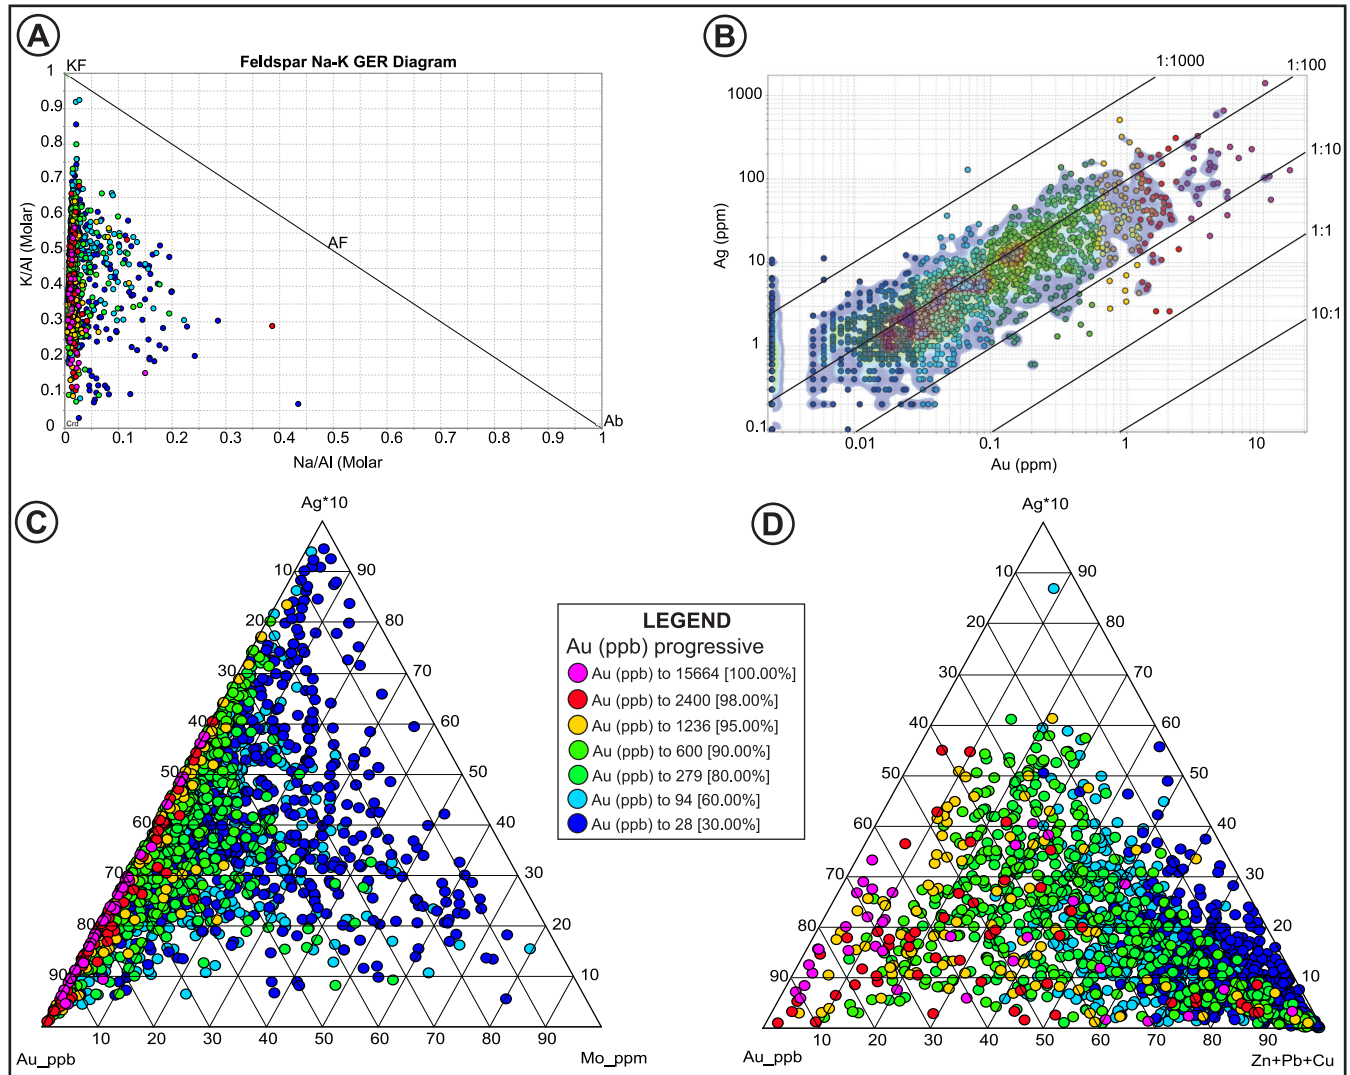 A
Feldspar Na-K GER Diagram
1
0.9
0.8
0.7
0.6
0.5
0.4
0.3
0.2
0.1
0
K/Al (Molar)
KF
AF
Ab
Crd
0 0.1 0.2 0.3 0.4 0.5 0.6 0.7 0.8 0.9 1
Na/Al (Molar
B
1:1000
1:100
1:10
1:1
10:1
1000
100
10
1
0.1
Ag (ppm)
0.01 0.1 1 10
Au (ppm)
C
Ag*10
10 90
20 80
30 70
40 60
50 50
60 40
70 30
80 20
90 10
10 20 30 40 50 60 70 80 90
Au_ppb Mo_ppm
LEGEND
Au (ppb) progressive
Au (ppb) to 15664 [100.00%]
Au (ppb) to 2400 [98.00%]
Au (ppb) to 1236 [95.00%]
Au (ppb) to 600 [90.00%]
Au (ppb) to 279 [80.00%]
Au (ppb) to 94 [60.00%]
Au (ppb) to 28 [30.00%]
D
Ag*10
10 90
20 80
30 70
40 60
50 50
60 40
70 30
80 20
90 10
10 20 30 40 50 60 70 80 90
Au_ppb Zn+Pb+Cu